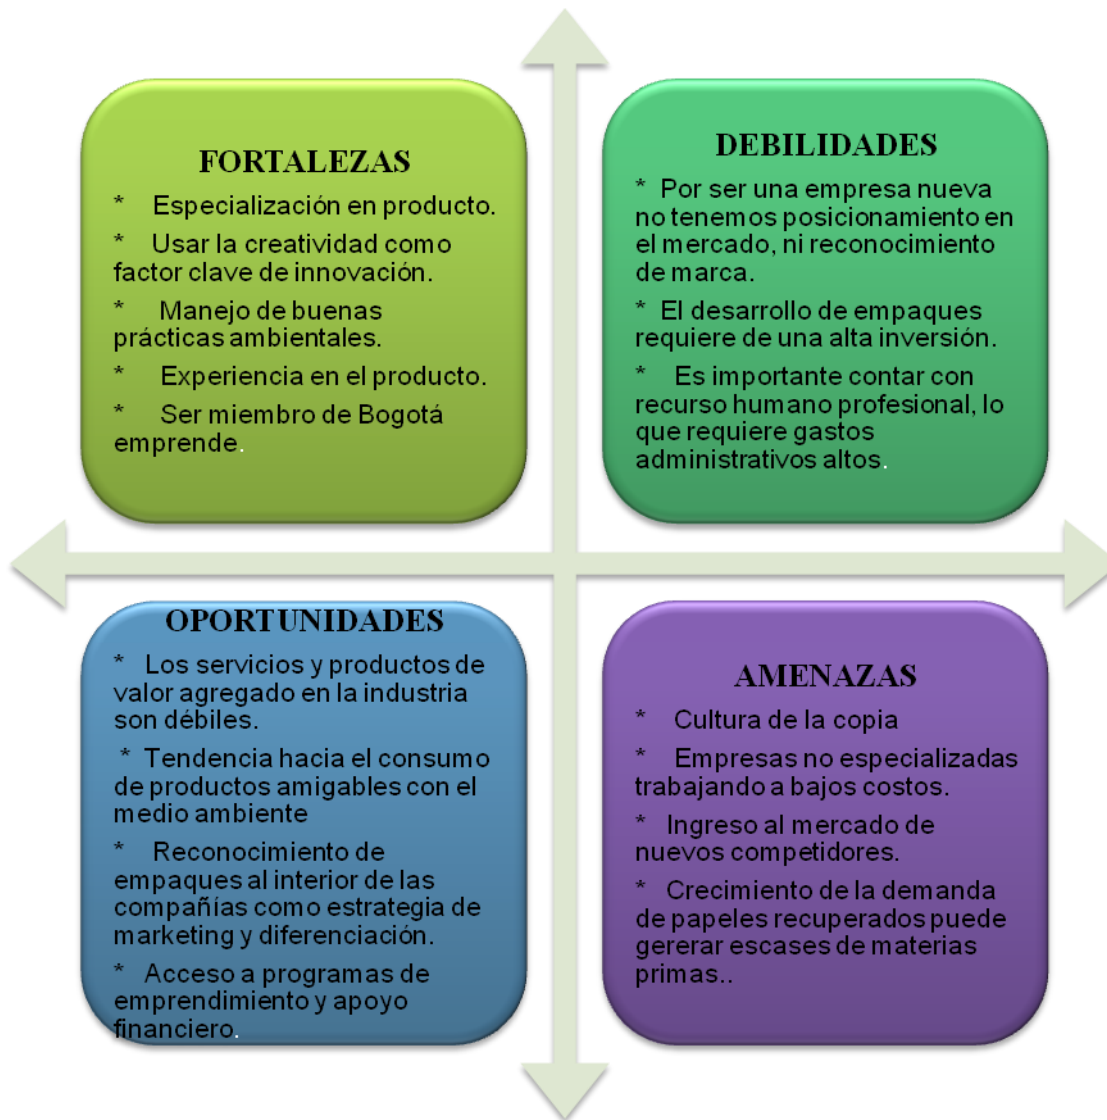 FORTALEZAS
* Especialización en producto.
* Usar la creatividad como
factor clave de innovación.
* Manejo de buenas
prácticas ambientales.
* Experiencia en el producto.
* Ser miembro de Bogotá
emprende.
DEBILIDADES
* Por ser una empresa nueva
no tenemos posicionamiento en
el mercado, ni reconocimiento
de marca.
* El desarrollo de empaques
requiere de una alta inversión.
* Es importante contar con
recurso humano profesional, lo
que requiere gastos
administrativos altos.
OPORTUNIDADES
* Los servicios y productos de
valor agregado en la industria
son débiles.
* Tendencia hacia el consumo
de productos amigables con el
medio ambiente
* Reconocimiento de
empaques al interior de las
compañías como estrategia de
marketing y diferenciación.
* Acceso a programas de
emprendimiento y apoyo
financiero.
AMENAZAS
* Cultura de la copia
* Empresas no especializadas
trabajando a bajos costos.
* Ingreso al mercado de
nuevos competidores.
* Crecimiento de la demanda
de papeles recuperados puede
gererar escases de materias
primas..